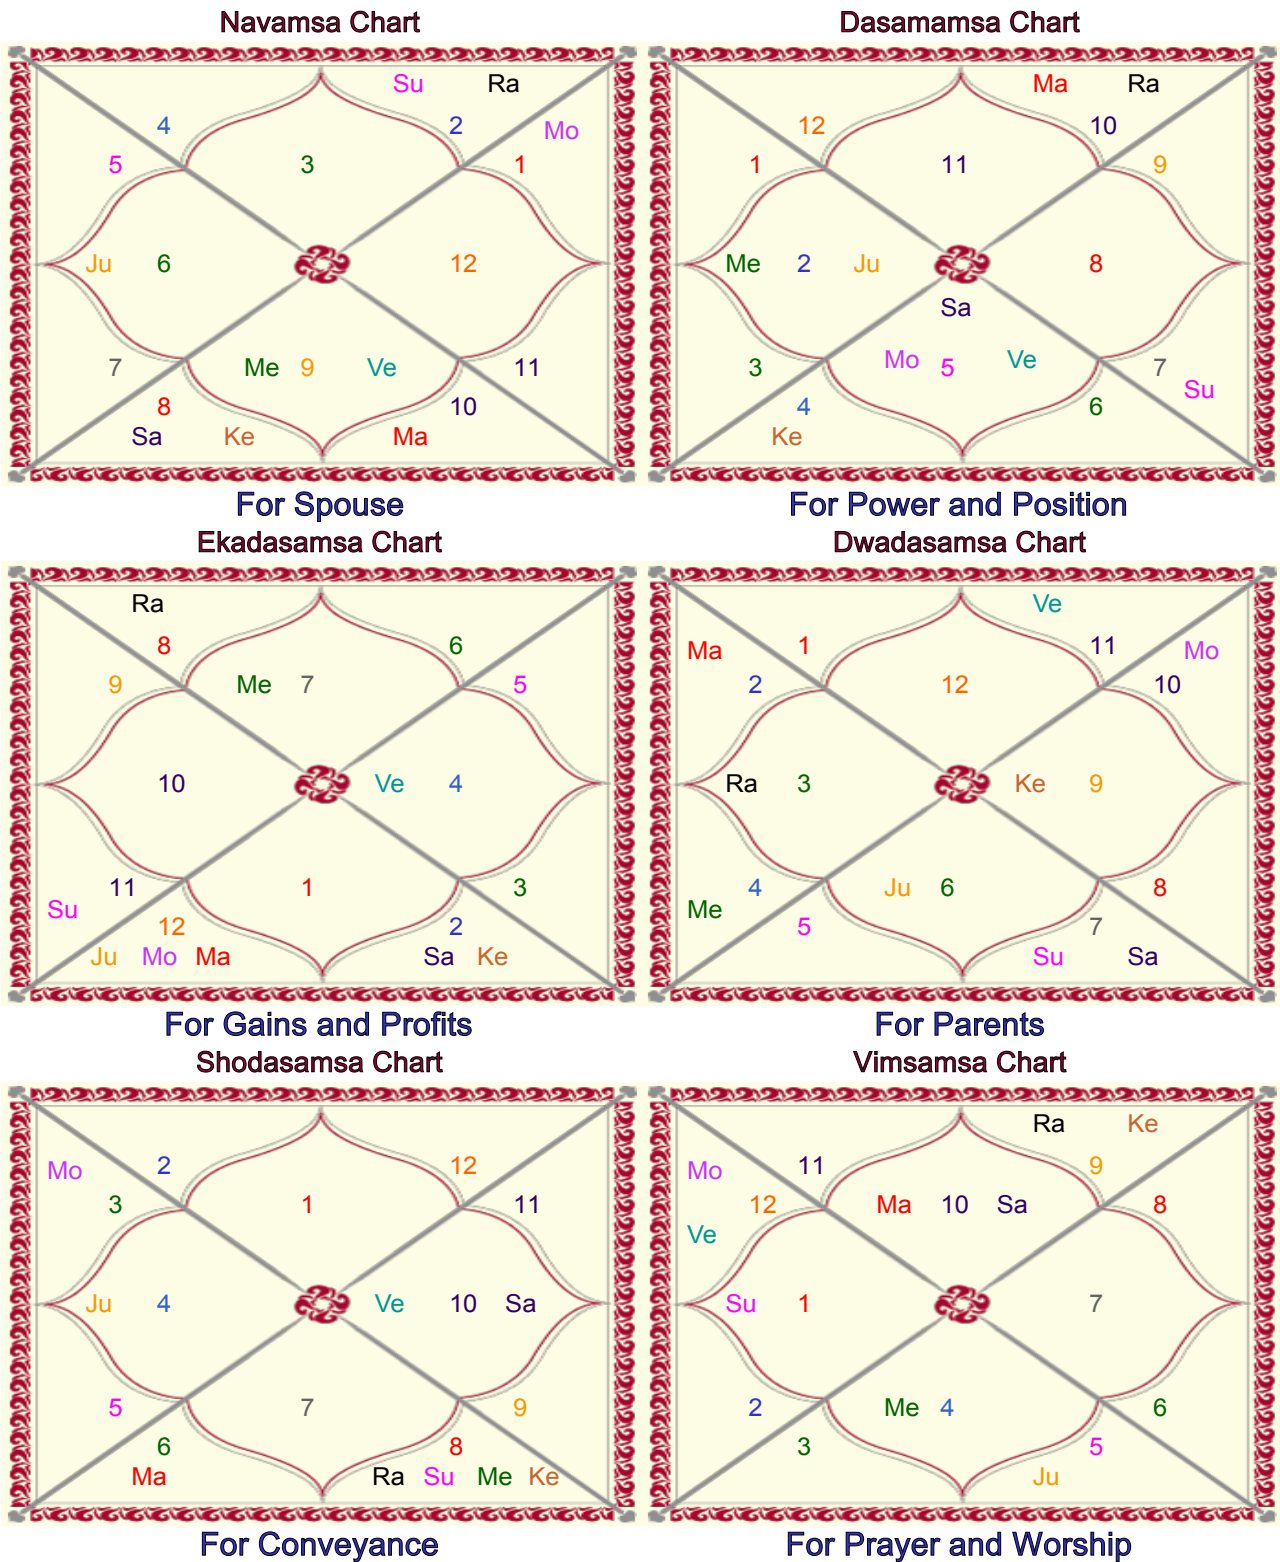 Navamsa Chart
Su Ra
4 2 Mo
5 3 1
Ju 6 12
7 Me 9 Ve 11
8 10
Sa Ke Ma
For Spouse
Dasamamsa Chart
Ma Ra
12 10
1 11 9
Me 2 Ju 8
Sa
3 Mo 5 Ve 7
Su
4 6
Ke
For Power and Position
Ekadasamsa Chart
Ra
8 6
9 Me 7 5
10 Ve 4
11 1 3
Su
12 2
Ju Mo Ma Sa Ke
For Gains and Profits
Dwadasamsa Chart
Ve
Ma 1 11 Mo
2 12 10
Ra 3 Ke 9
4 Ju 6 8
Me
5 7
Su Sa
For Parents
Shodasamsa Chart
Mo 2 12
3 1 11
Ju 4 Ve 10 Sa
5 7 9
6 8
Ma Ra Su Me Ke
For Conveyance
Vimsamsa Chart
Ra Ke
Mo 11 9
12 Ma 10 Sa 8
Ve
Su 1 7
2 Me 4 6
3 5
Ju
For Prayer and Worship